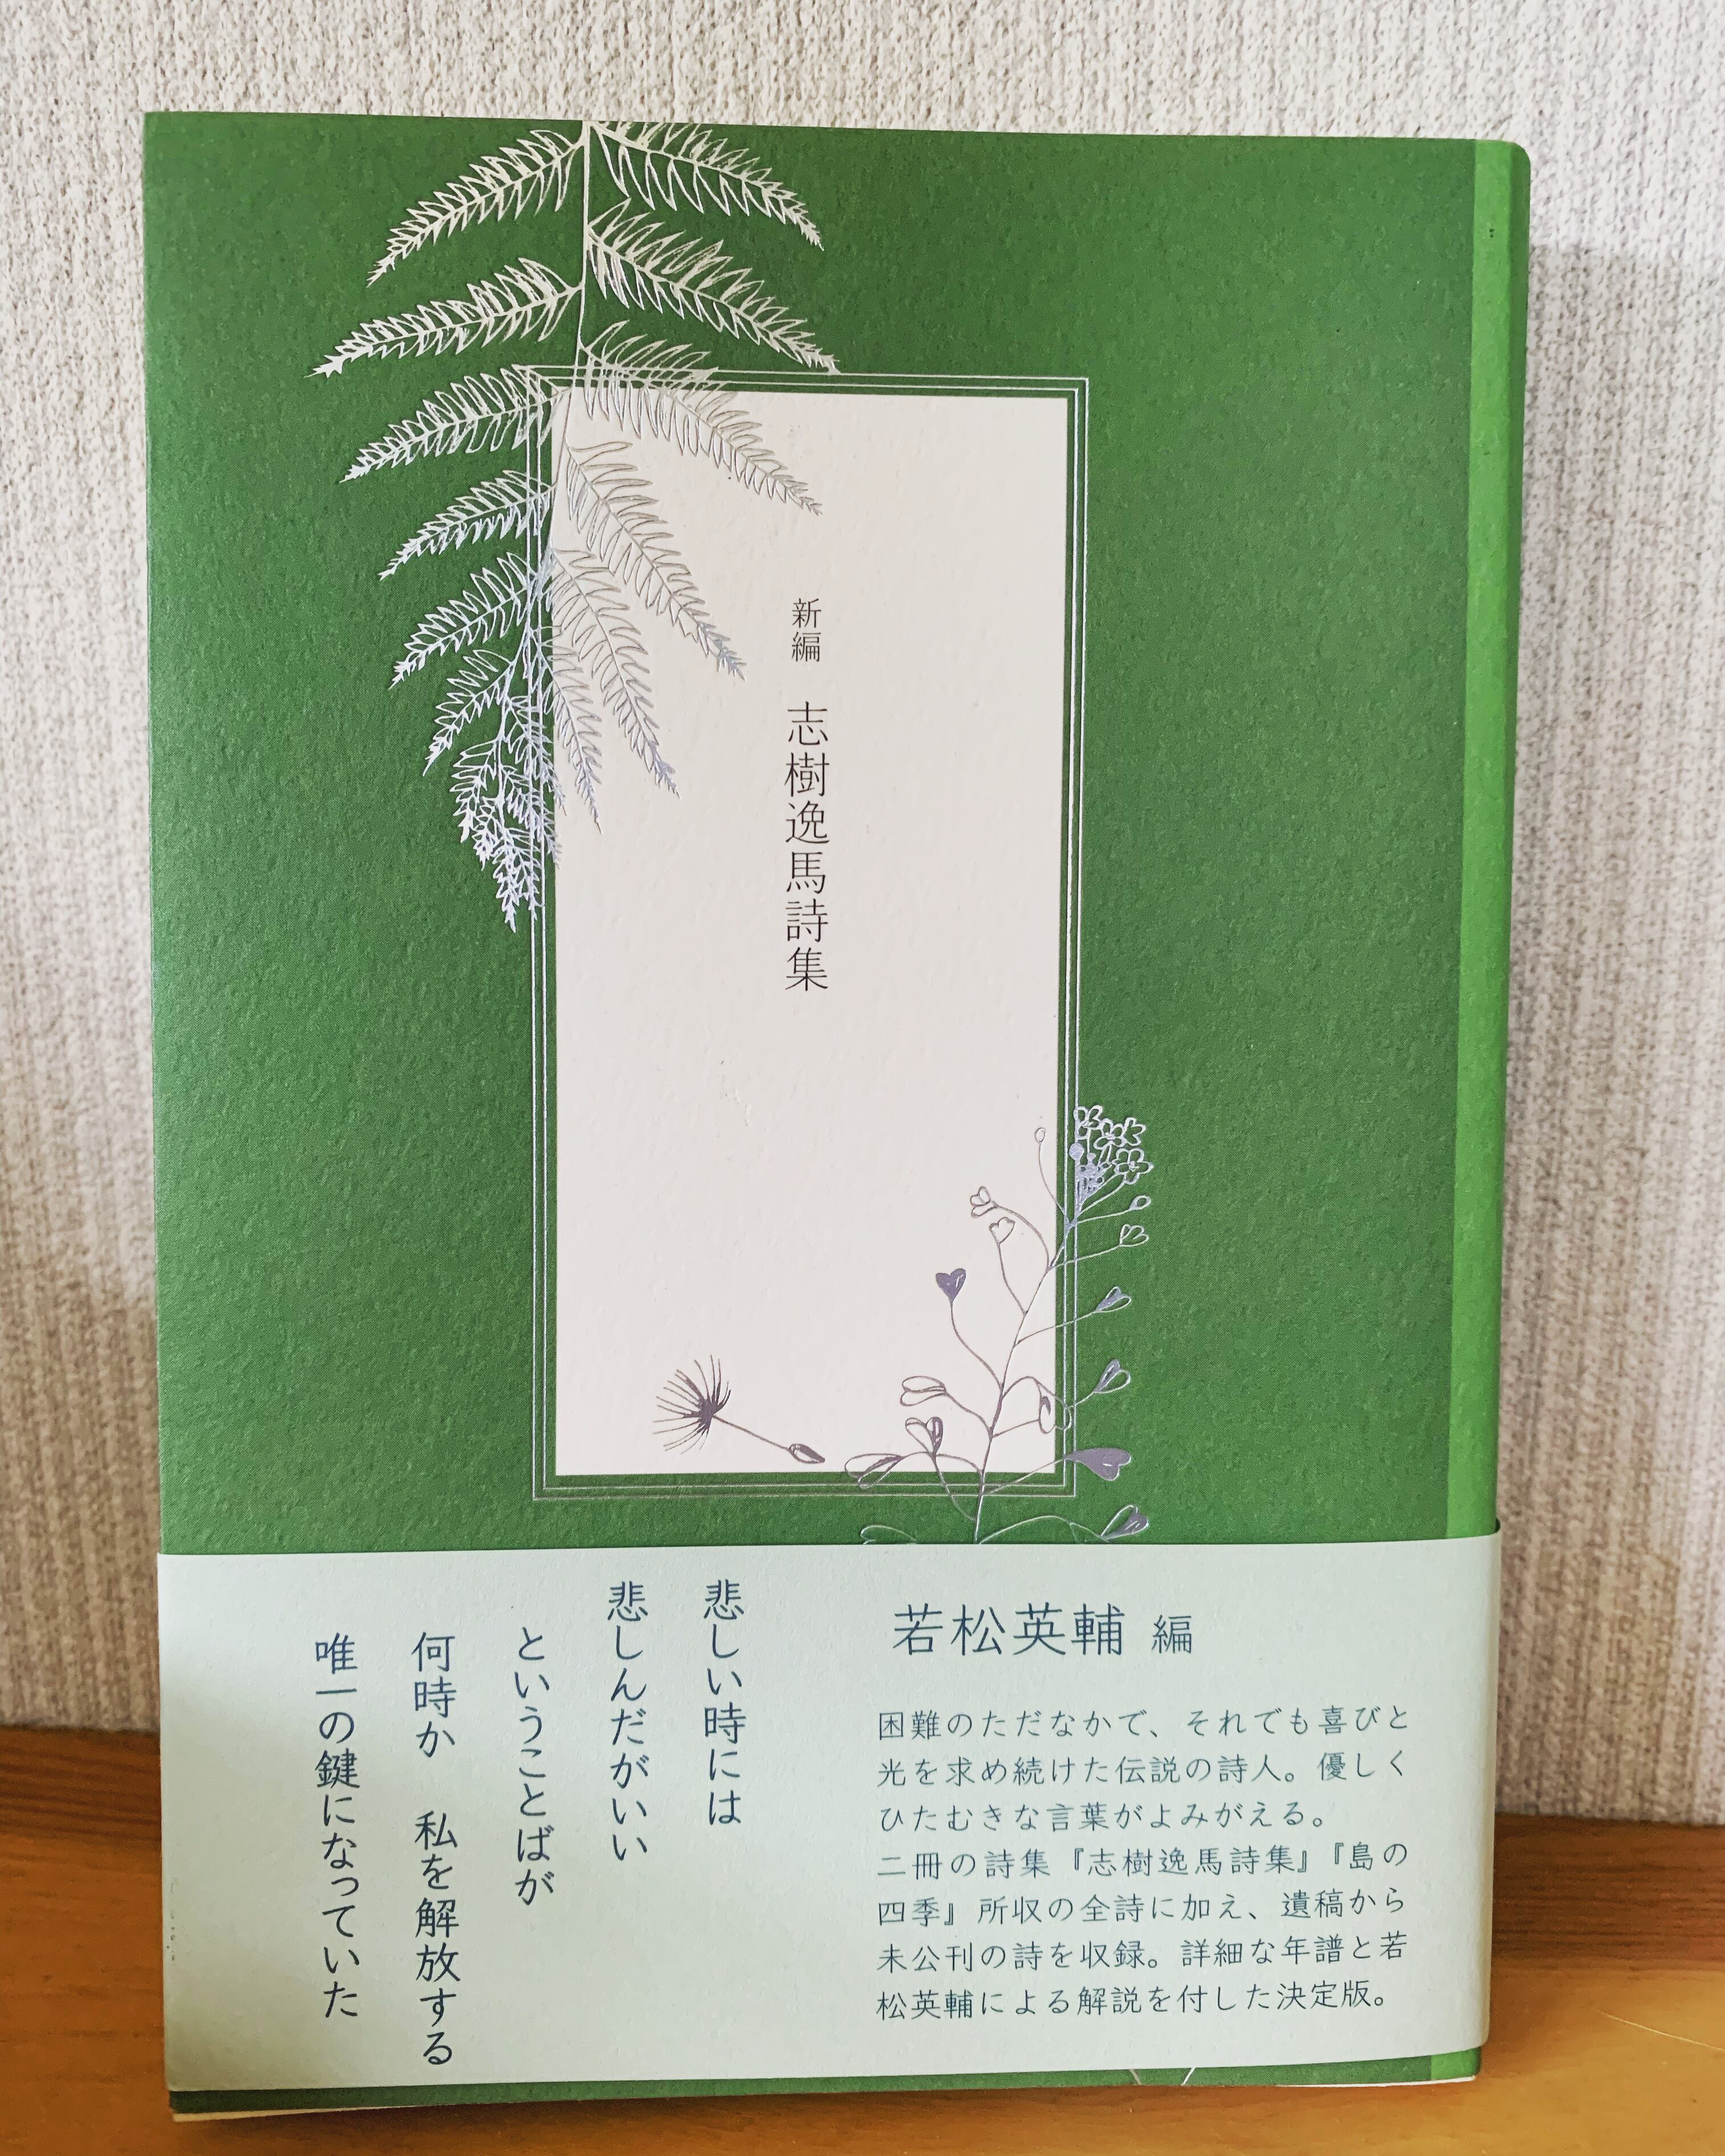 新編 志樹逸馬詩集
若松英輔 編
困難のただなかで、それでも喜びと
光を求め続けた伝説の詩人。優しく
ひたむきな言葉がよみがえる。
二冊の詩集『志樹逸馬詩集』『島の
四季』所収の全詩に加え、遺稿から
未公刊の詩を収録。詳細な年譜と若
松英輔による解説を付した決定版。
悲しい時には
悲しんだがいい
ということばが
何時か 私を解放する
唯一の鍵になっていた